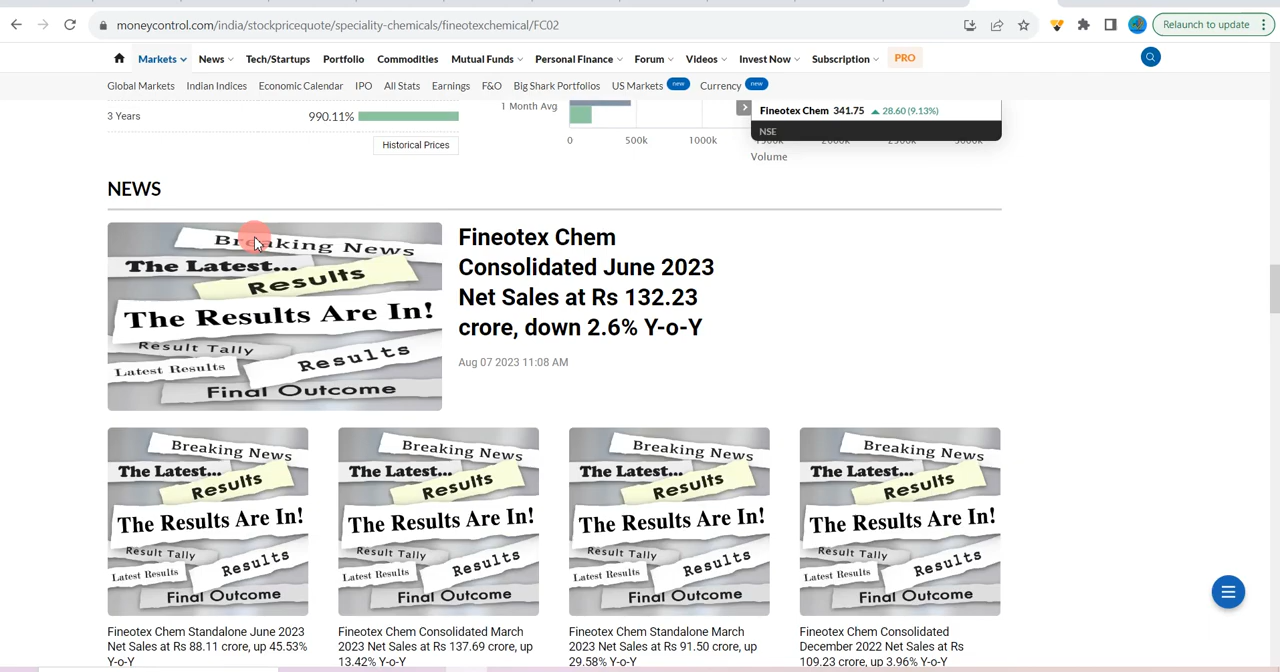 moneycontrol.com/india/stockpricequote/speciality-chemicals/fineotexchemical/FC02
Relaunch to update
Markets News Tech/Startups Portfolio Commodities Mutual Funds Personal Finance Forum Videos Invest Now Subscription PRO
Global Markets Indian Indices Economic Calendar IPO All Stats Earnings F&O Big Shark Portfolios US Markets new Currency new
3 Years 990.11%
1 Month Avg
Fineotex Chem 341.75 28.60 (9.13%)
NSE
Historical Prices
0 500k 1000k
Volume
NEWS
Breaking News
The Latest...
Results
The Results Are In!
Result Tally
Results
Latest Results
Final Outcome
Fineotex Chem
Consolidated June 2023
Net Sales at Rs 132.23
crore, down 2.6% Y-o-Y
Aug 07 2023 11:08 AM
Breaking News
The Latest...
Results
The Results Are In!
Result Tally
Results
Latest Results
Final Outcome
Fineotex Chem Standalone June 2023
Net Sales at Rs 88.11 crore, up 45.53%
Y-o-Y
Breaking News
The Latest...
Results
The Results Are In!
Result Tally
Results
Latest Results
Final Outcome
Fineotex Chem Consolidated March
2023 Net Sales at Rs 137.69 crore, up
13.42% Y-o-Y
Breaking News
The Latest...
Results
The Results Are In!
Result Tally
Results
Latest Results
Final Outcome
Fineotex Chem Standalone March
2023 Net Sales at Rs 91.50 crore, up
29.58% Y-o-Y
Breaking News
The Latest...
Results
The Results Are In!
Result Tally
Results
Latest Results
Final Outcome
Fineotex Chem Consolidated
December 2022 Net Sales at Rs
109.23 crore, up 3.96% Y-o-Y